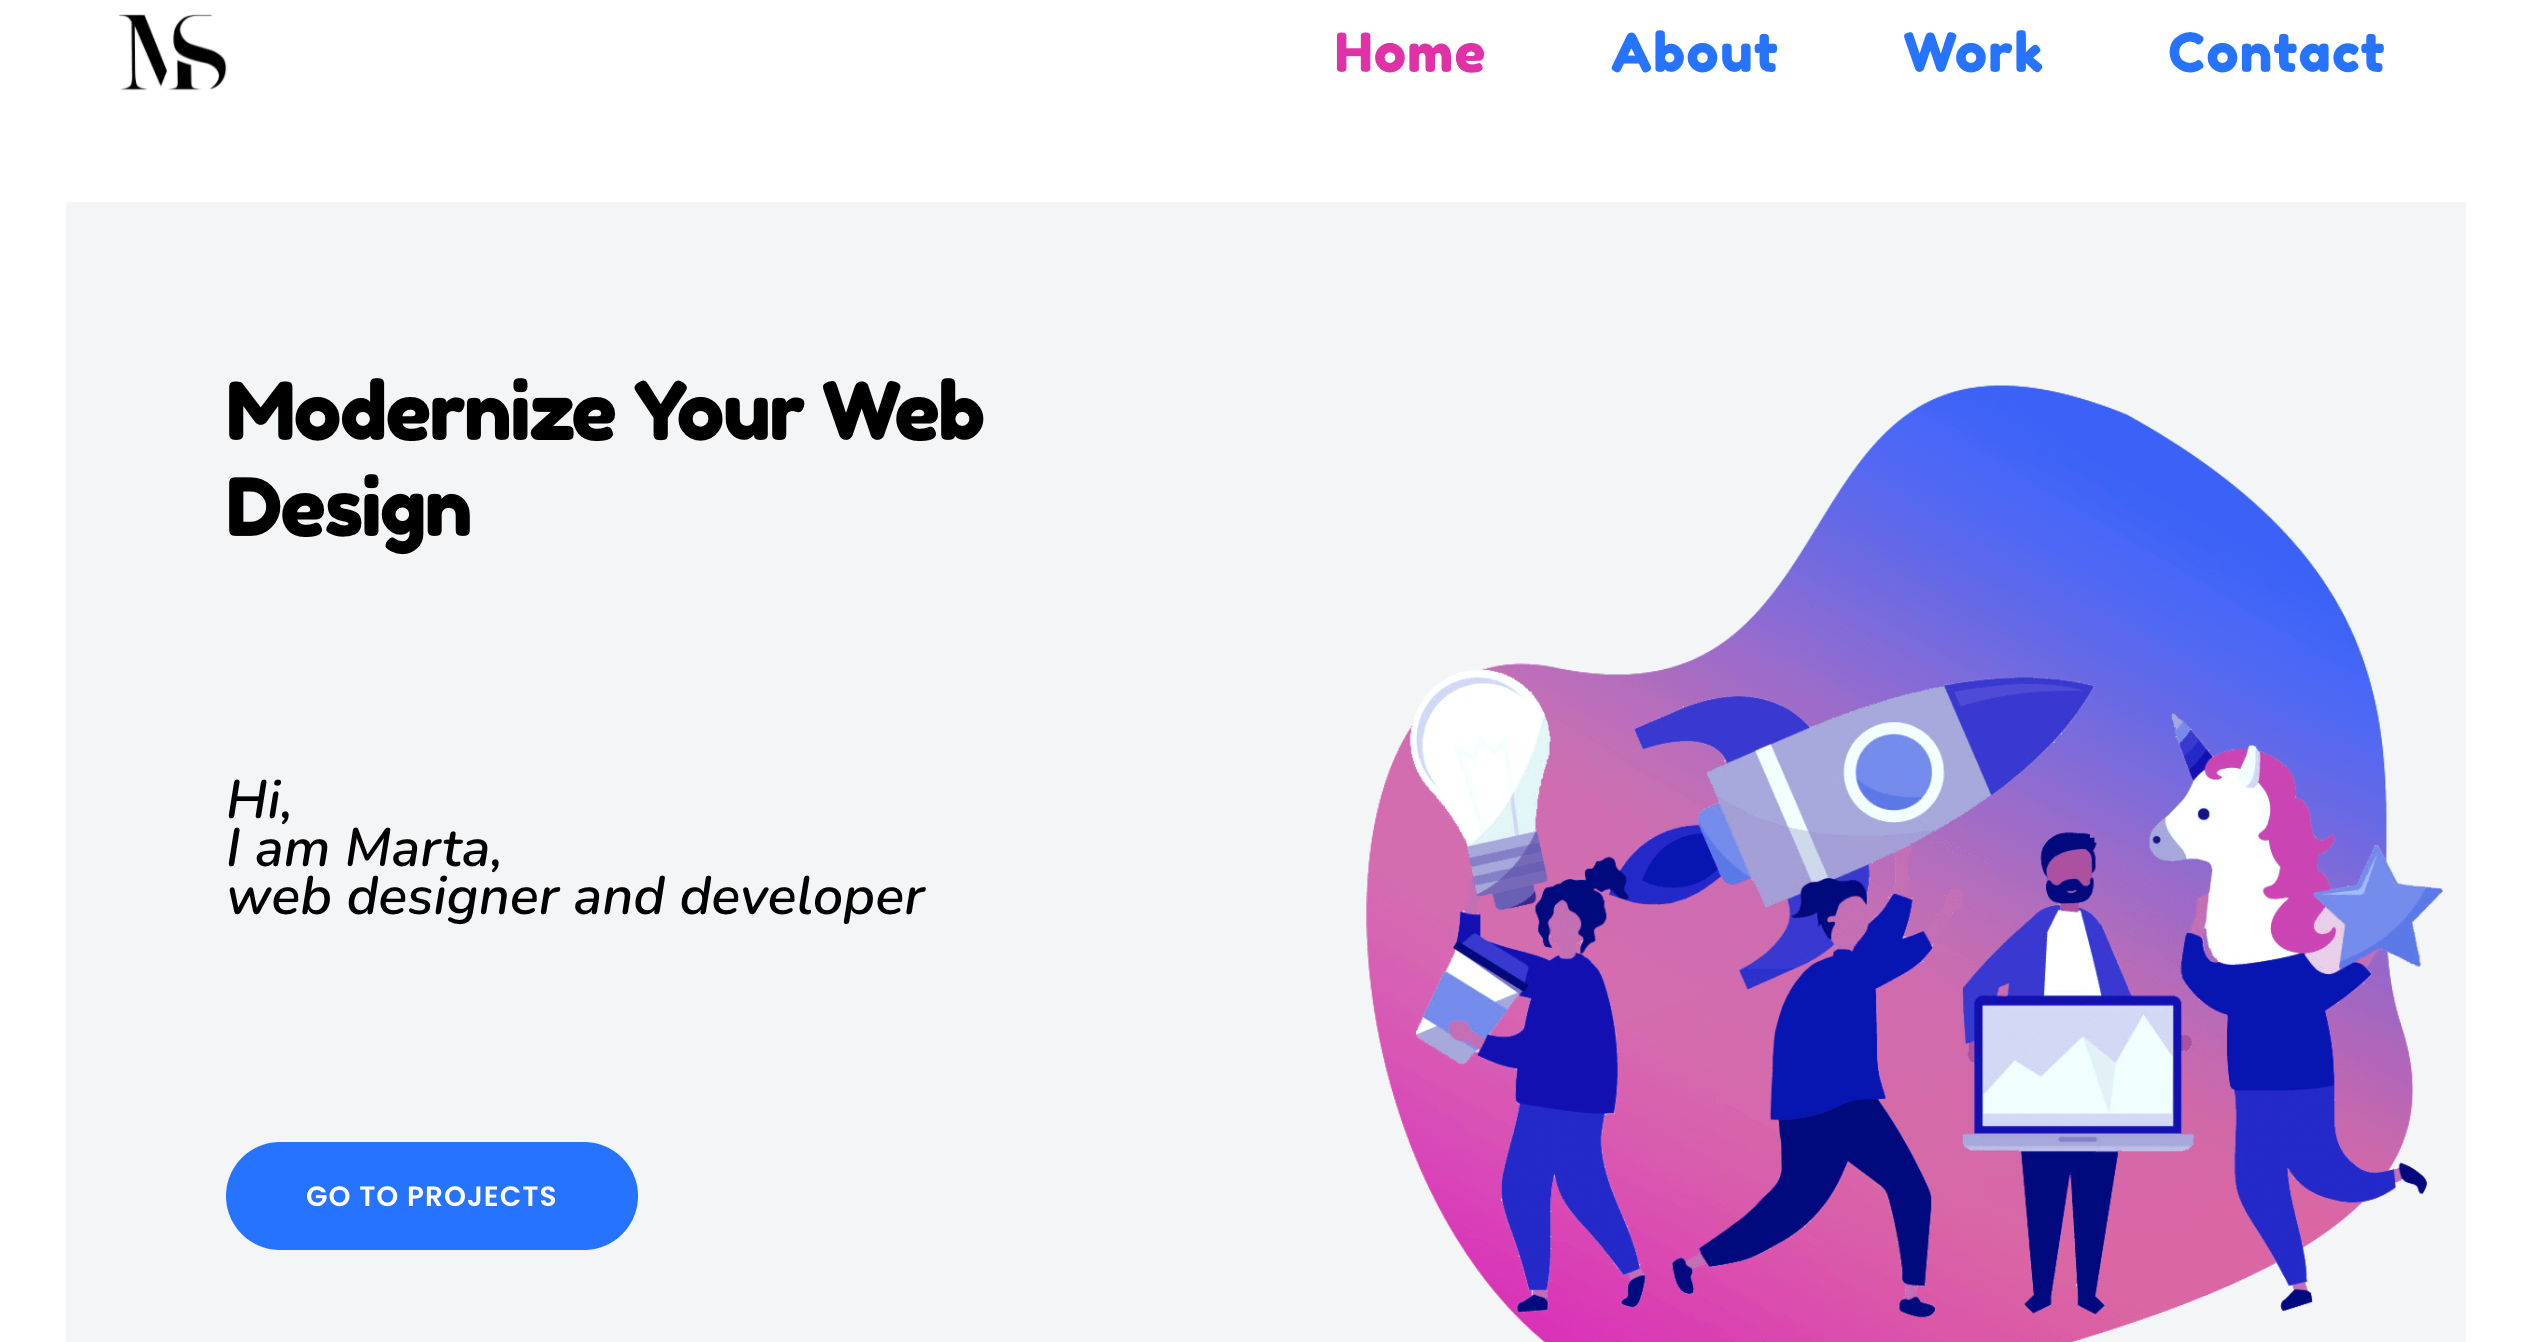 MS
Home About Work Contact
Modernize Your Web
Design
Hi,
I am Marta,
web designer and developer
GO TO PROJECTS